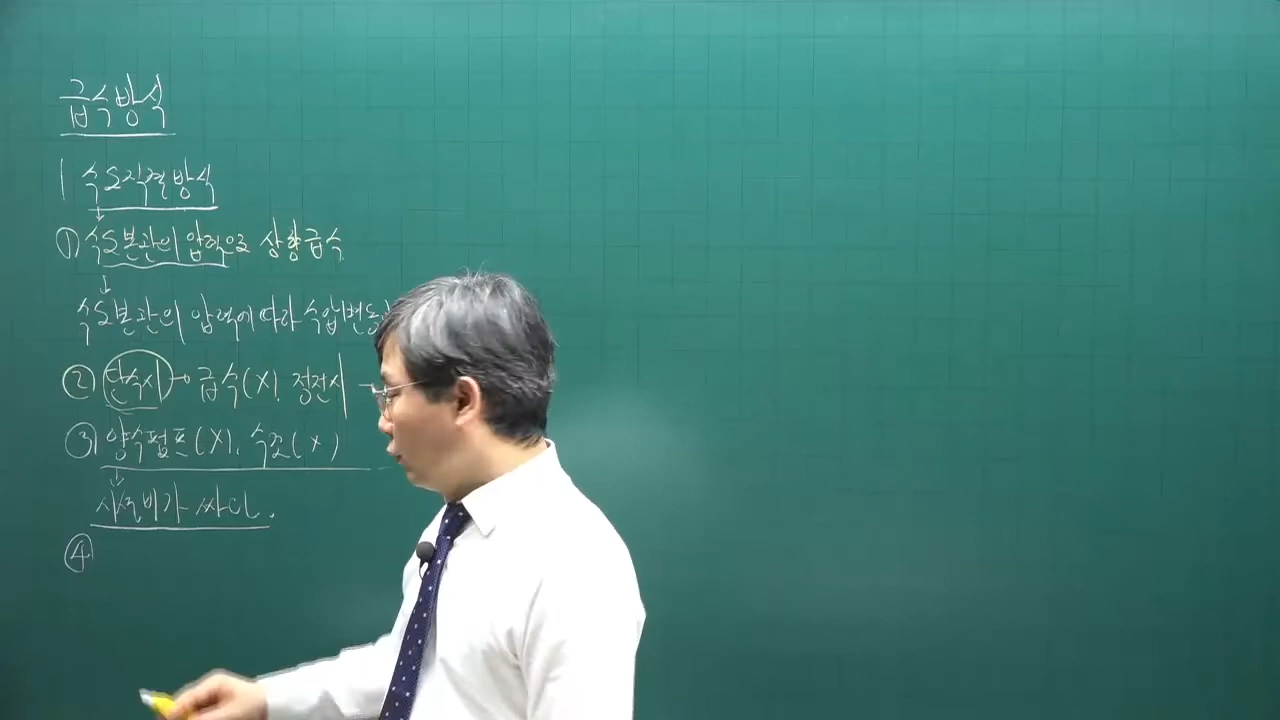 급수방식
1 수도직결방식
↓
① 수도본관의 압력으로 상향급수
↓
수도본관의 압력에 따라 수압변동
② 단수시 → 급수(X), 정전시 →
③ 양수펌프(X), 수조(X)
↓
시설비가 싸다.
④